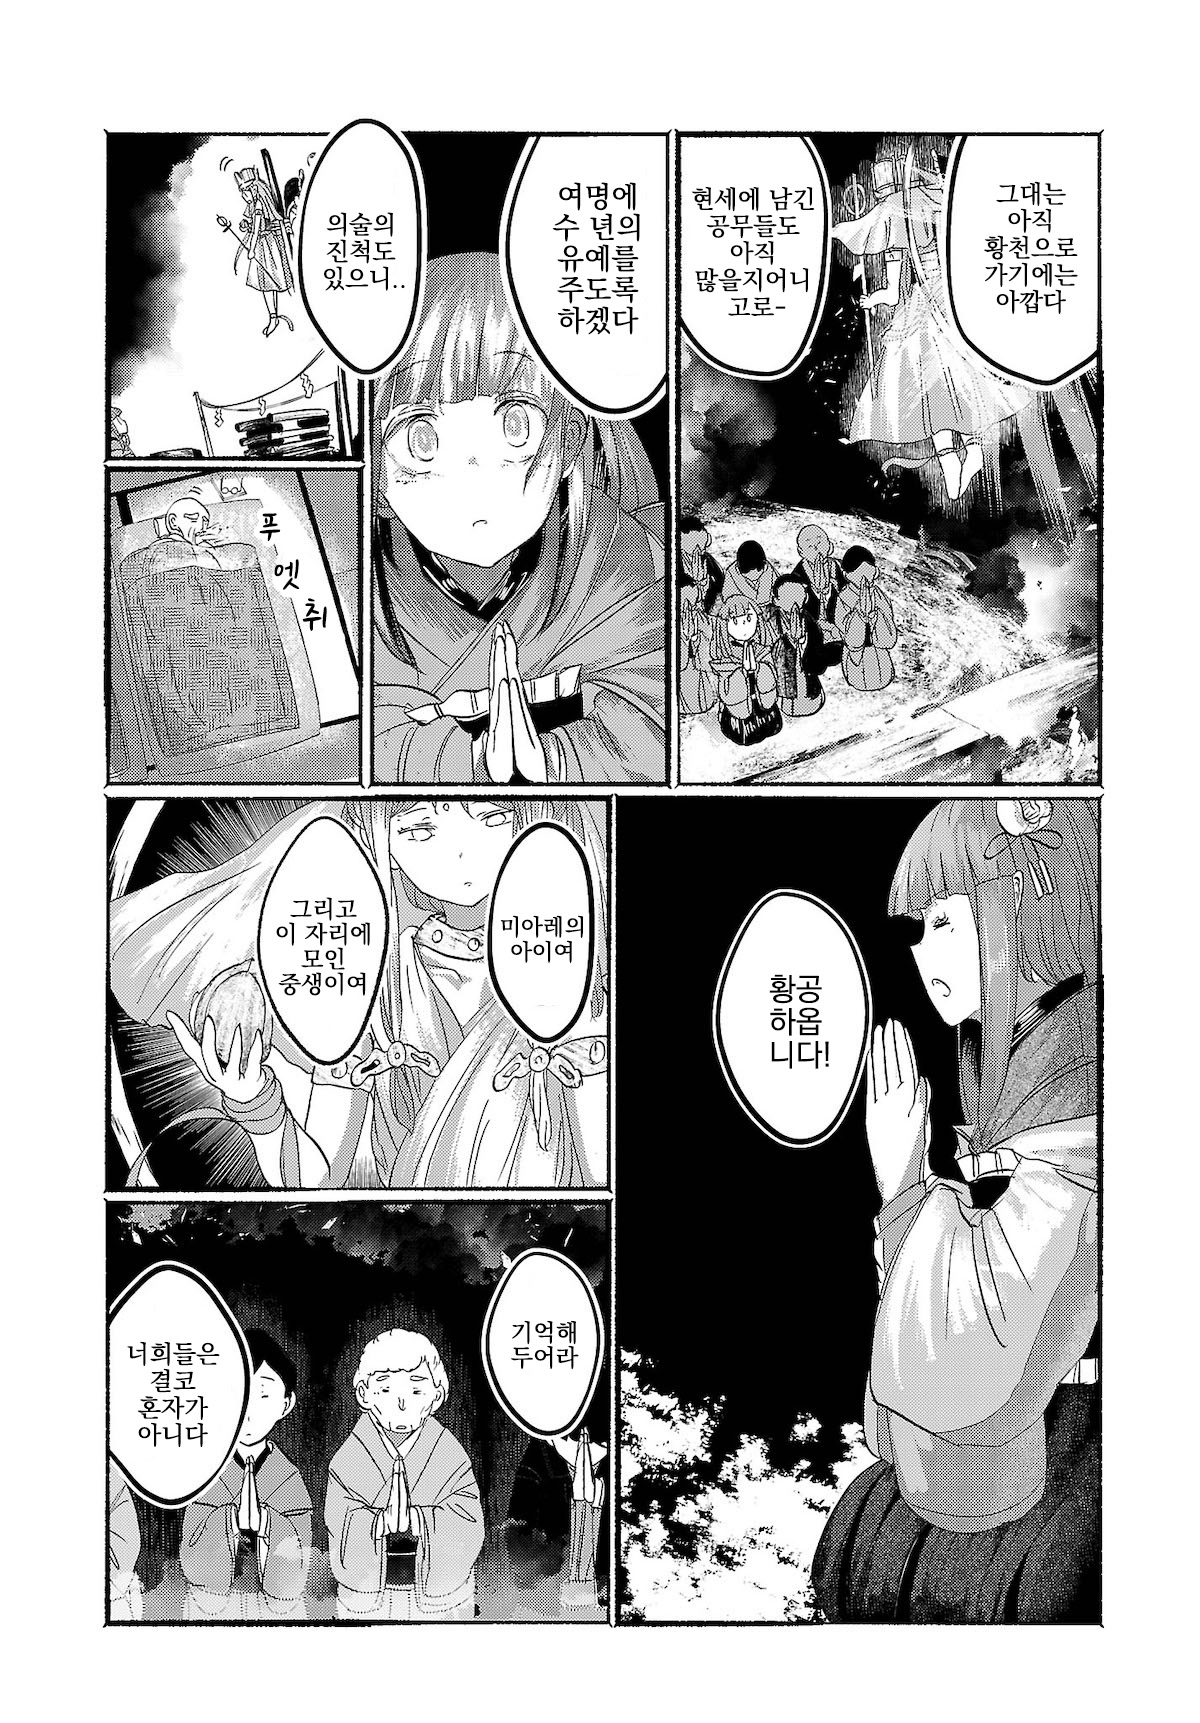 그대는
아직
황천으로
가기에는
아깝다
현세에 남긴
공무들도
아직
많을지어니
고로-
여명에
수 년의
유예를
주도록
하겠다
의술의
진척도
있으니..
푸
엣
취
황공
하옵
니다!
미아레의
아이여
그리고
이 자리에
모인
중생이여
기억해
두어라
너희들은
결코
혼자가
아니다